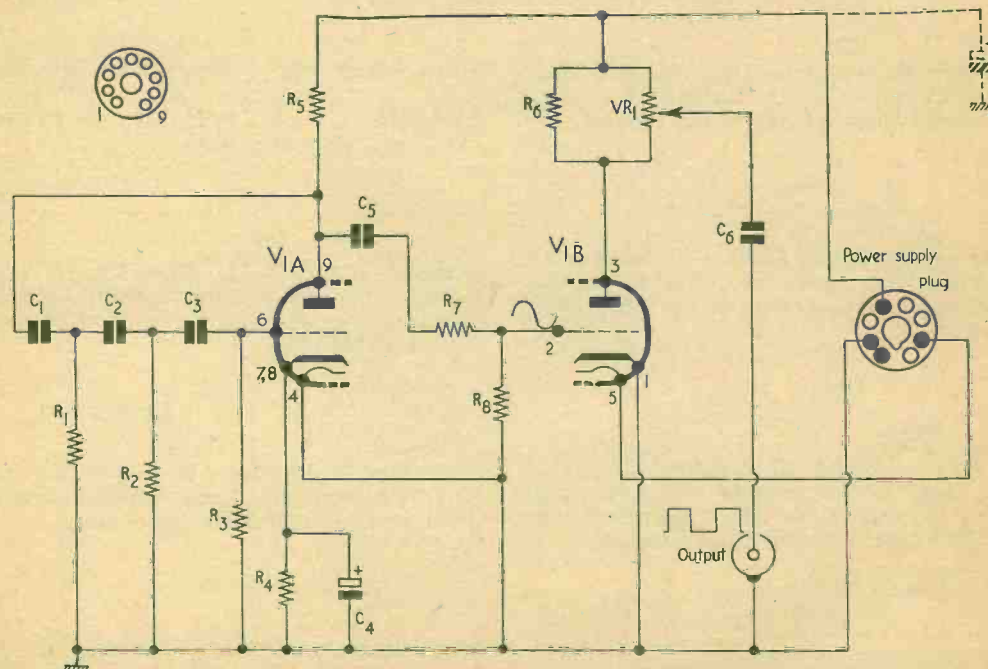 1
9
R5
R6
VR1
C5
C6
V1A
9
V1B
3
Power supply
plug
C1
C2
C3
6
R7
2
7,8
4
1
5
R8
R1
R2
R3
R4
+
C4
Output